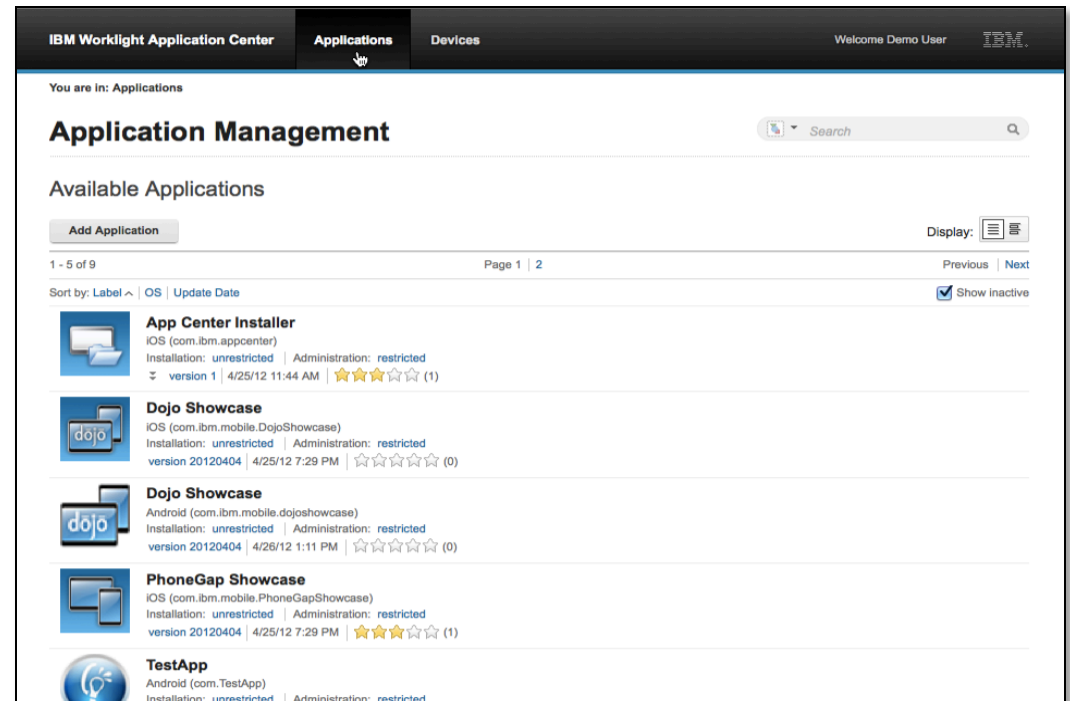 IBM Worklight Application Center Applications Devices Welcome Demo User IBM.
You are in: Applications
Application Management Search
Available Applications
Add Application Display:
1 - 5 of 9 Page 1 2 Previous Next
Sort by: Label OS Update Date Show inactive
App Center Installer
iOS (com.ibm.appcenter)
Installation: unrestricted Administration: restricted
version 1 4/25/12 11:44 AM (1)
dojo
Dojo Showcase
iOS (com.ibm.mobile.DojoShowcase)
Installation: unrestricted Administration: restricted
version 20120404 4/25/12 7:29 PM (0)
dojo
Dojo Showcase
Android (com.ibm.mobile.dojoshowcase)
Installation: unrestricted Administration: restricted
version 20120404 4/26/12 1:11 PM (0)
PhoneGap Showcase
iOS (com.ibm.mobile.PhoneGapShowcase)
Installation: unrestricted Administration: restricted
version 20120404 4/25/12 7:29 PM (1)
TestApp
Android (com.TestApp)
Installation: unrestricted Administration: restricted